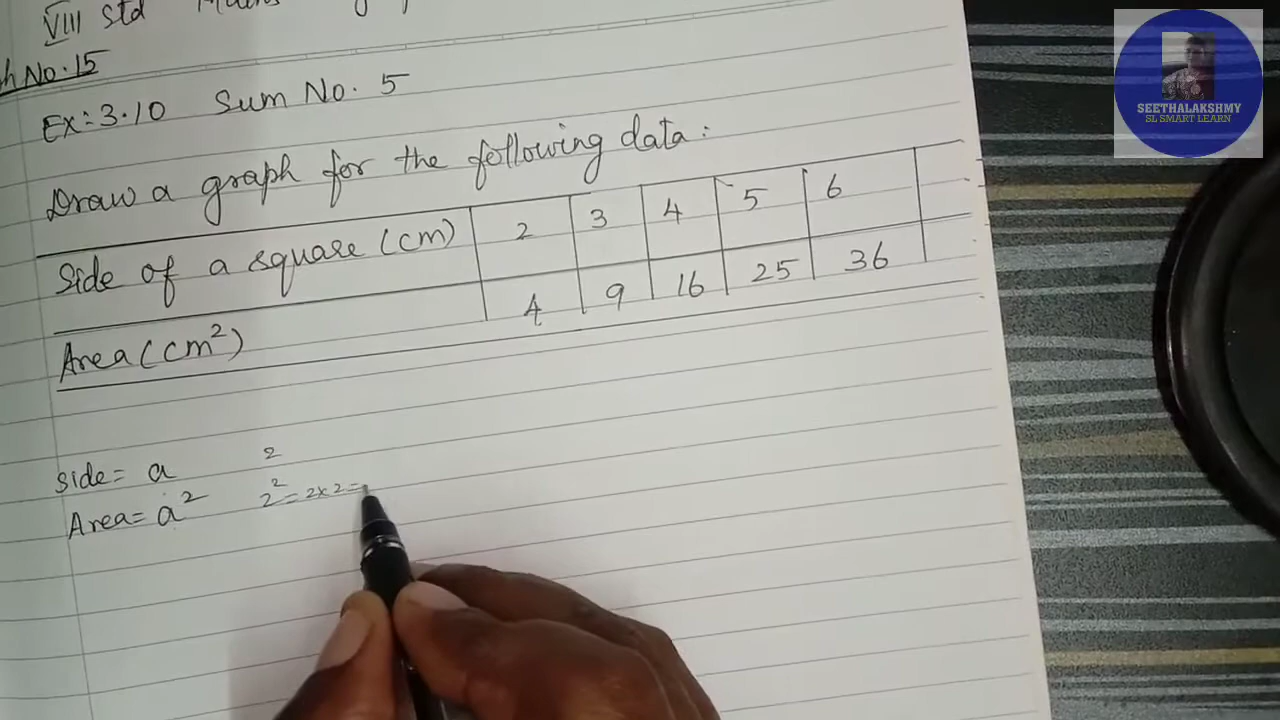 VIII Std Maths
No.15
Ex:3.10 Sum No. 5
Draw a graph for the following data:
Side of a square (cm) 2 3 4 5 6
Area (cm²) 4 9 16 25 36
side= a 2
Area= a² 2² = 2x2=
SEETHALAKSHMY
SL SMART LEARN